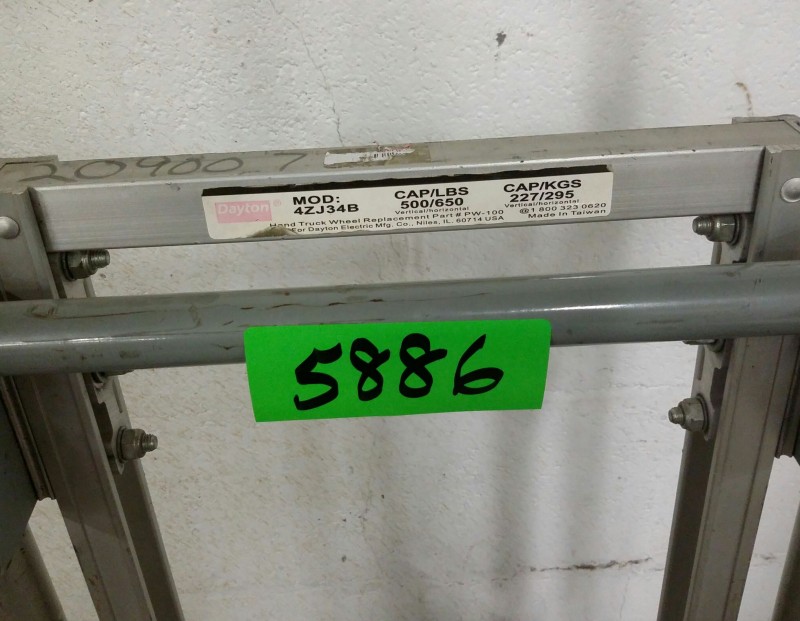 20900-7
Dayton
MOD: 4ZJ34B
CAP/LBS 500/650 Vertical/horizontal
CAP/KGS 227/295 Vertical/horizontal
Hand Truck Wheel Replacement Part # PW-100 @1 800 323 0620
For Dayton Electric Mfg. Co., Niles, IL. 60714 USA Made In Taiwan
5886